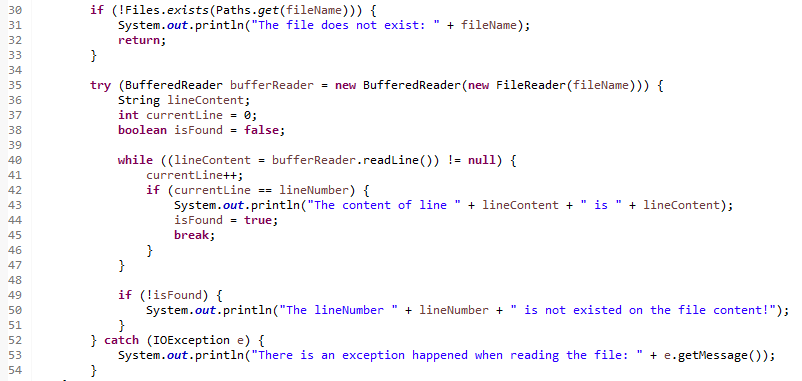 30 if (!Files.exists(Paths.get(fileName))) {
31 System.out.println("The file does not exist: " + fileName);
32 return;
33 }
34
35 try (BufferedReader bufferReader = new BufferedReader(new FileReader(fileName))) {
36 String lineContent;
37 int currentLine = 0;
38 boolean isFound = false;
39
40 while ((lineContent = bufferReader.readLine()) != null) {
41 currentLine++;
42 if (currentLine == lineNumber) {
43 System.out.println("The content of line " + lineContent + " is " + lineContent);
44 isFound = true;
45 break;
46 }
47 }
48
49 if (!isFound) {
50 System.out.println("The lineNumber " + lineNumber + " is not existed on the file content!");
51 }
52 } catch (IOException e) {
53 System.out.println("There is an exception happened when reading the file: " + e.getMessage());
54 }